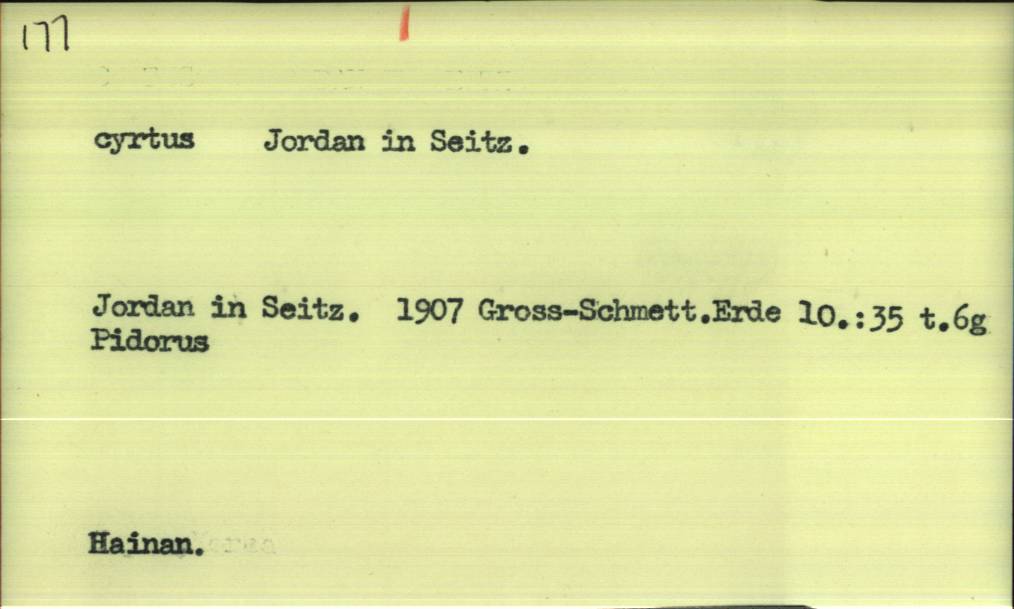 177
cyrtus Jordan in Seitz.
Jordan in Seitz. 1907 Gross-Schmett.Erde 10.:35 t.6g
Pidorus
Hainan.